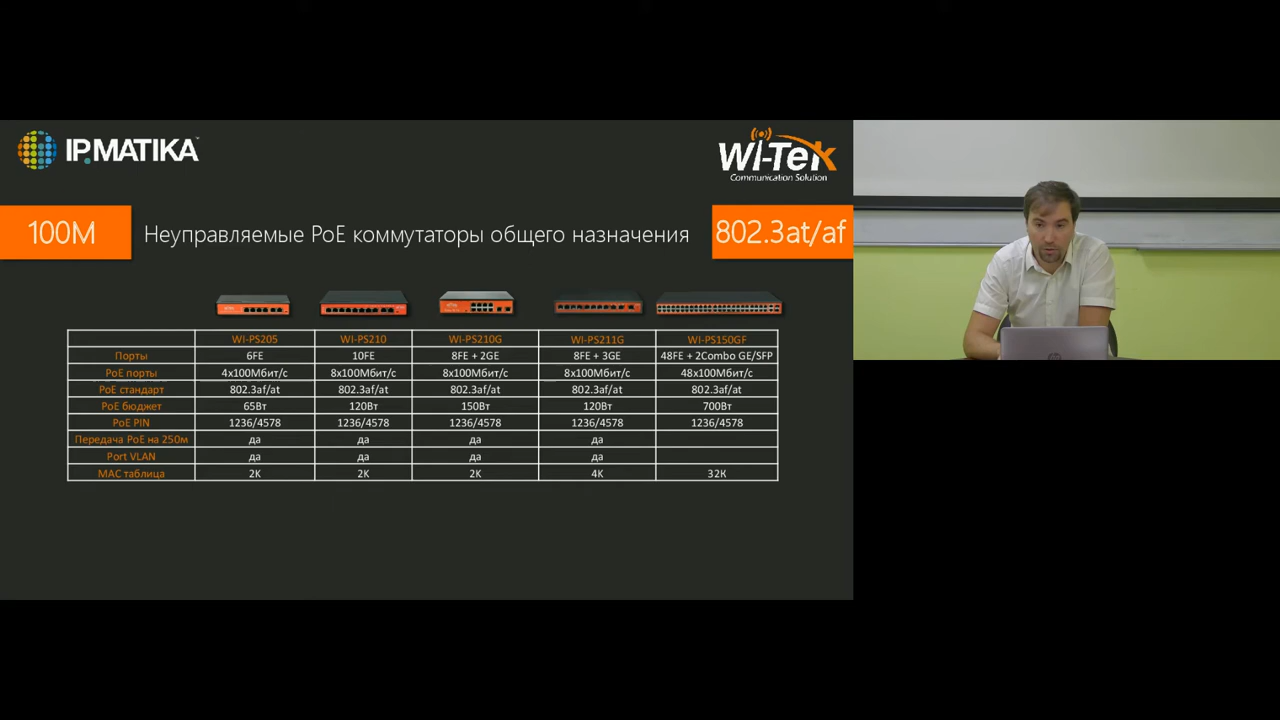 IPMATIKA
Wi-Tek
Communication Solution
100M
Неуправляемые PoE коммутаторы общего назначения
802.3at/af
WI-PS205 WI-PS210 WI-PS210G WI-PS211G WI-PS150GF
Порты 6FE 10FE 8FE + 2GE 8FE + 3GE 48FE + 2Combo GE/SFP
PoE порты 4x100Мбит/с 8x100Мбит/с 8x100Мбит/с 8x100Мбит/с 48x100Мбит/с
PoE стандарт 802.3af/at 802.3af/at 802.3af/at 802.3af/at 802.3af/at
PoE бюджет 65Вт 120Вт 150Вт 120Вт 700Вт
PoE PIN 1236/4578 1236/4578 1236/4578 1236/4578 1236/4578
Передача PoE на 250м да да да да
Port VLAN да да да да
MAC таблица 2K 2K 2K 4K 32K